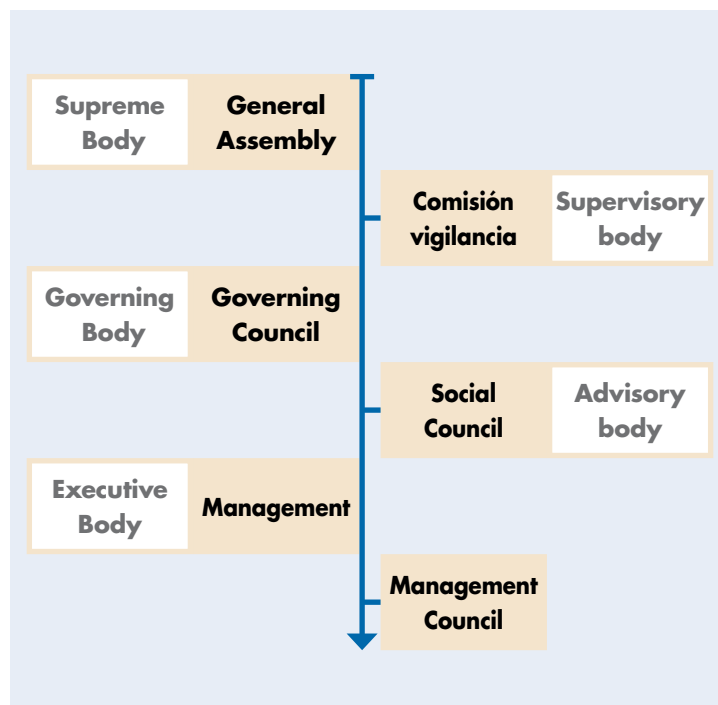 Supreme
Body
General
Assembly
Comisión
vigilancia
Supervisory
body
Governing
Body
Governing
Council
Social
Council
Advisory
body
Executive
Body
Management
Management
Council